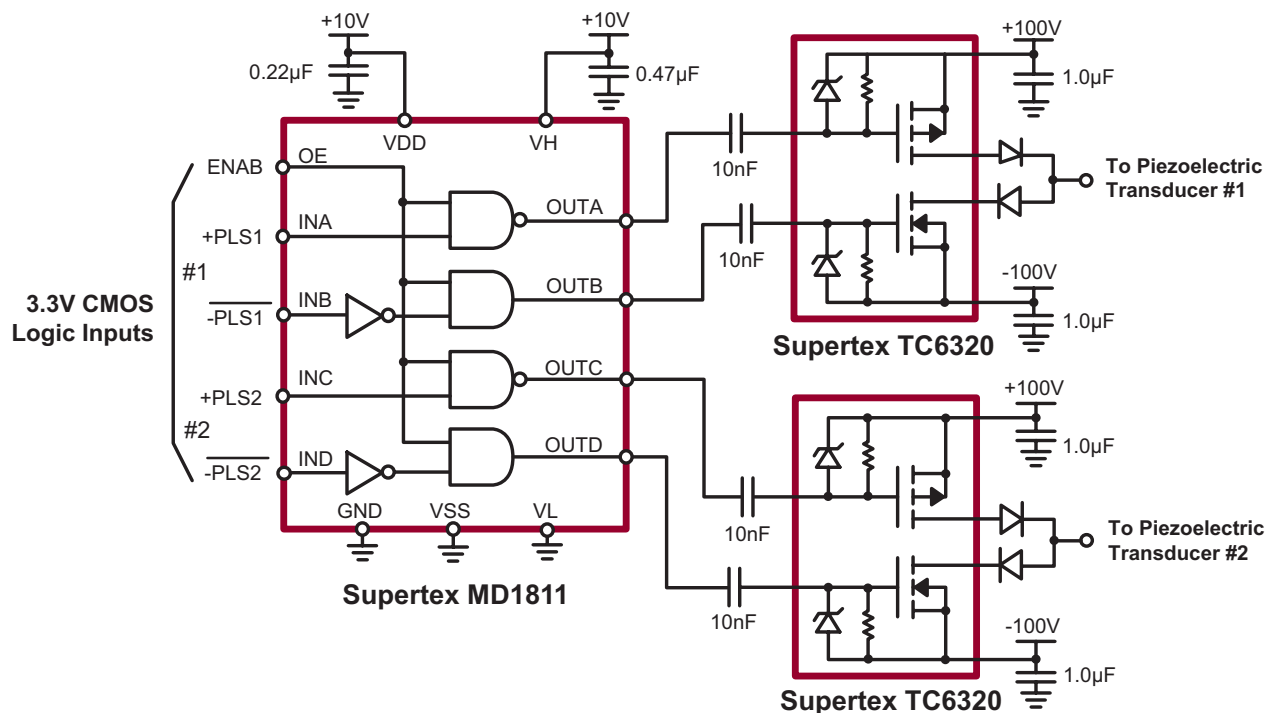 +10V
0.22µF
+10V
0.47µF
VDD
VH
ENAB
OE
+PLS1
INA
OUTA
#1
-PLS1
INB
OUTB
3.3V CMOS
Logic Inputs
+PLS2
INC
OUTC
#2
-PLS2
IND
OUTD
GND
VSS
VL
Supertex MD1811
10nF
10nF
+100V
1.0µF
To Piezoelectric
Transducer #1
-100V
1.0µF
Supertex TC6320
10nF
10nF
+100V
1.0µF
To Piezoelectric
Transducer #2
-100V
1.0µF
Supertex TC6320